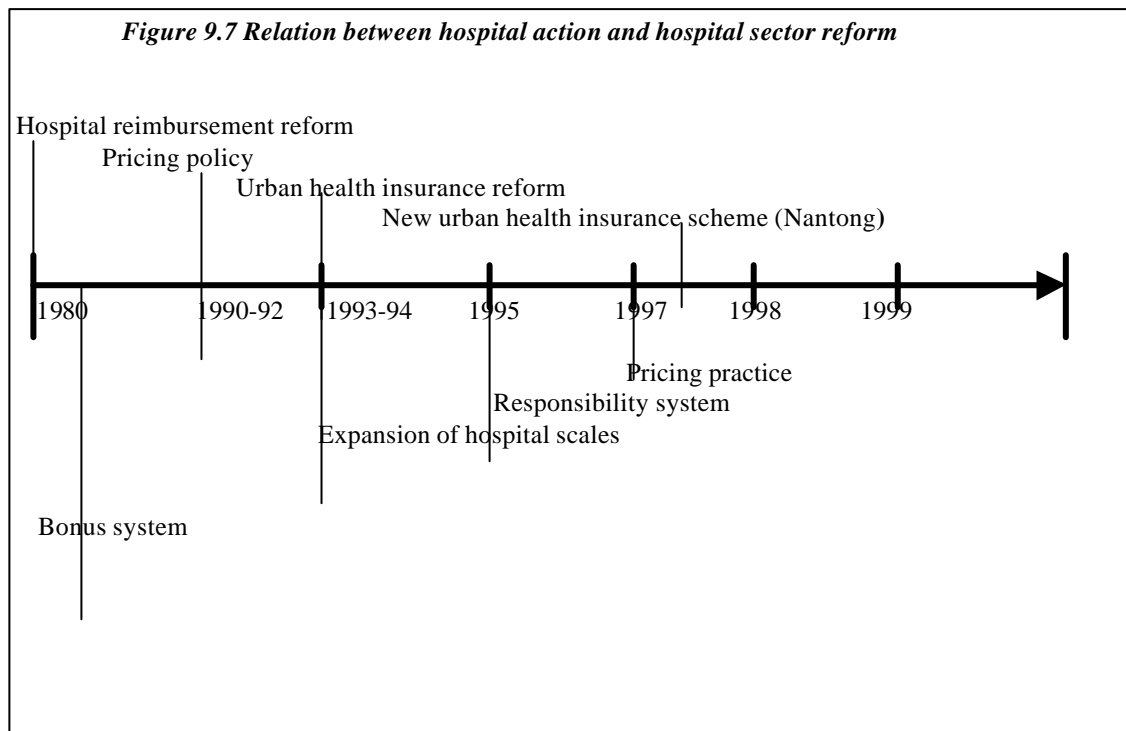 Figure 9.7 Relation between hospital action and hospital sector reform
Hospital reimbursement reform
Pricing policy
Urban health insurance reform
New urban health insurance scheme (Nantong)
1980 1990-92 1993-94 1995 1997 1998 1999
Pricing practice
Responsibility system
Expansion of hospital scales
Bonus system